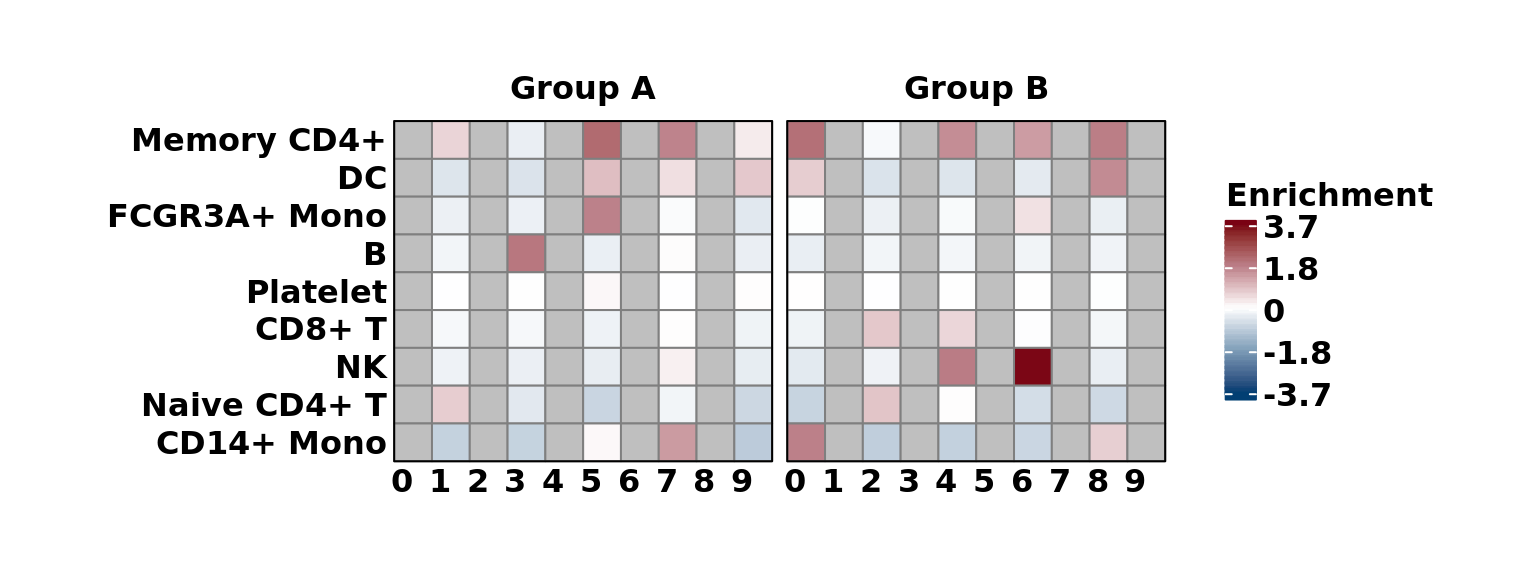 Group A Group B
Memory CD4+
DC
FCGR3A+ Mono
B
Platelet
CD8+ T
NK
Naive CD4+ T
CD14+ Mono
0 1 2 3 4 5 6 7 8 9 0 1 2 3 4 5 6 7 8 9
Enrichment
3.7
1.8
0
-1.8
-3.7